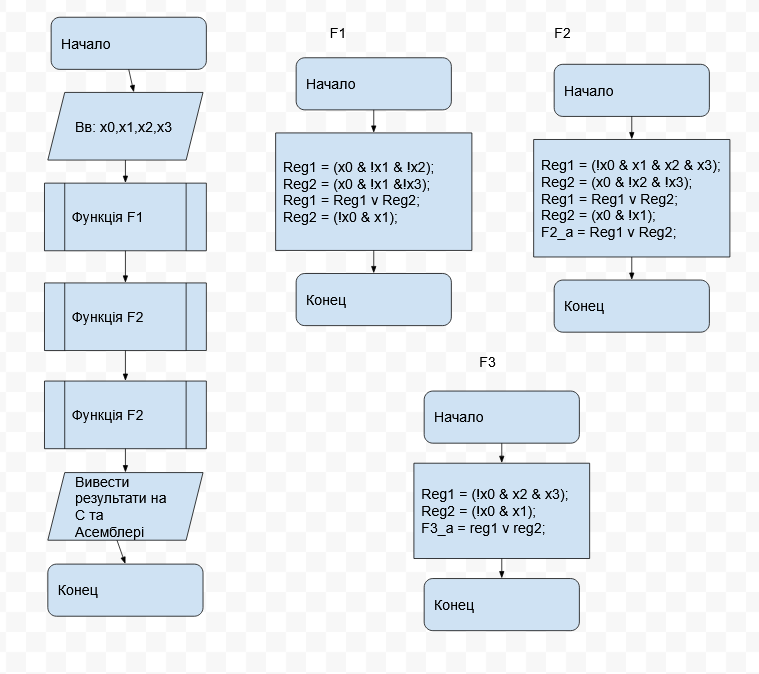 Начало
Вв: x0,x1,x2,x3
Функція F1
Функція F2
Функція F2
Вивести
результати на
С та
Асемблері
Конец
F1
Начало
Reg1 = (x0 & !x1 & !x2);
Reg2 = (x0 & !x1 &!x3);
Reg1 = Reg1 v Reg2;
Reg2 = (!x0 & x1);
Конец
F2
Начало
Reg1 = (!x0 & x1 & x2 & x3);
Reg2 = (x0 & !x2 & !x3);
Reg1 = Reg1 v Reg2;
Reg2 = (x0 & !x1);
F2_a = Reg1 v Reg2;
Конец
F3
Начало
Reg1 = (!x0 & x2 & x3);
Reg2 = (!x0 & x1);
F3_a = reg1 v reg2;
Конец